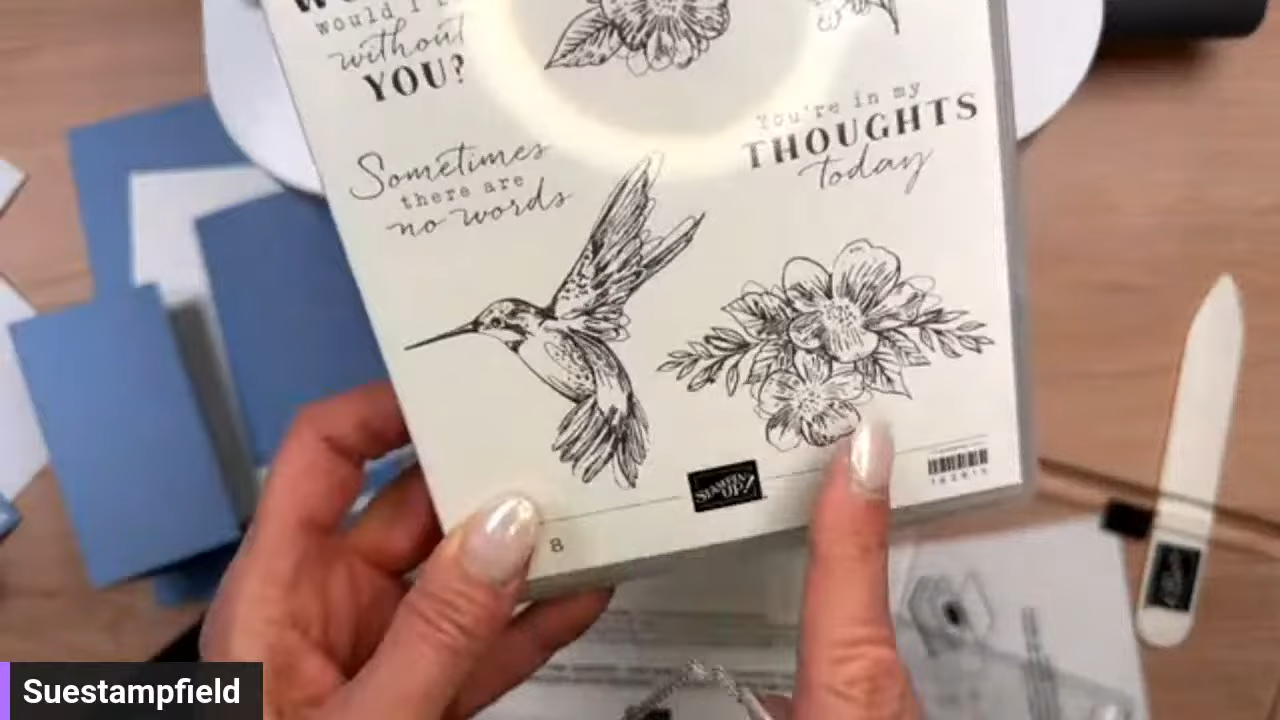 would I
without
YOU?
You're in my
THOUGHTS
today
Sometimes
there are
no words
STAMPIN' UP!
8
Suestampfield